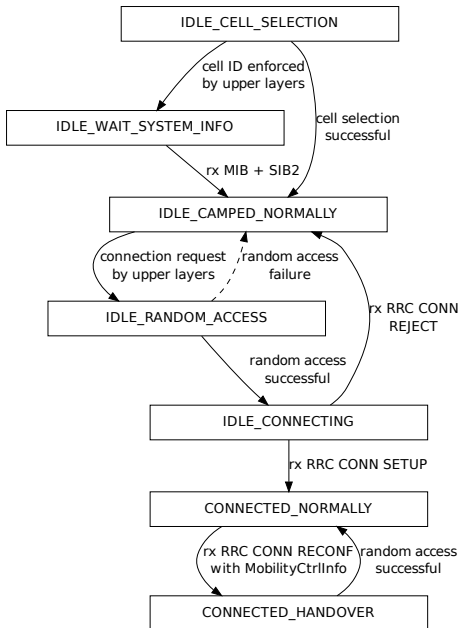 IDLE_CELL_SELECTION
cell ID enforced
by upper layers
IDLE_WAIT_SYSTEM_INFO
cell selection
successful
rx MIB + SIB2
IDLE_CAMPED_NORMALLY
connection request
by upper layers
random access
failure
IDLE_RANDOM_ACCESS
rx RRC CONN
REJECT
random access
successful
IDLE_CONNECTING
rx RRC CONN SETUP
CONNECTED_NORMALLY
rx RRC CONN RECONF
with MobilityCtrlInfo
random access
successful
CONNECTED_HANDOVER